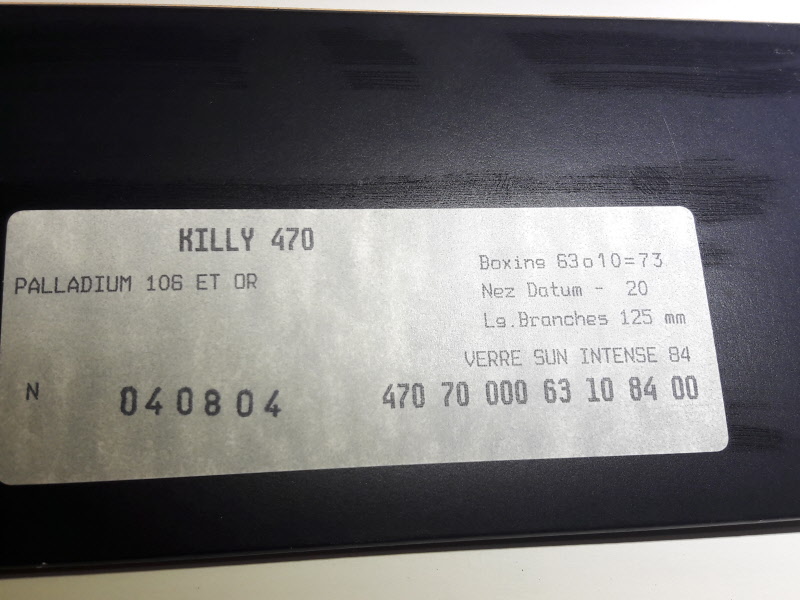 KILLY 470
PALLADIUM 106 ET OR
Boxing 63o10=73
Nez Datum - 20
Lg.Branches 125 mm
VERRE SUN INTENSE 84
N 040804
470 70 000 63 10 84 00